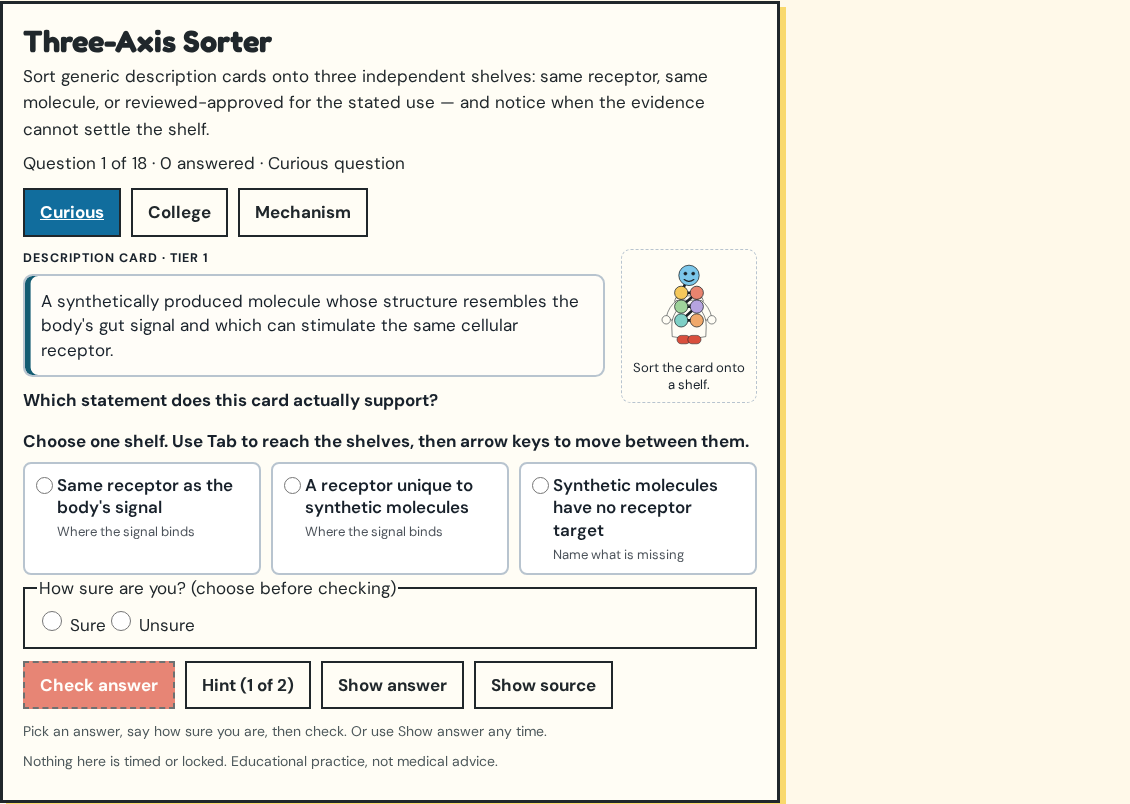 Three-Axis Sorter
Sort generic description cards onto three independent shelves: same receptor, same
molecule, or reviewed-approved for the stated use — and notice when the evidence
cannot settle the shelf.
Question 1 of 18 · 0 answered · Curious question
Curious
College
Mechanism
DESCRIPTION CARD · TIER 1
A synthetically produced molecule whose structure resembles the
body's gut signal and which can stimulate the same cellular
receptor.
Sort the card onto
a shelf.
Which statement does this card actually support?
Choose one shelf. Use Tab to reach the shelves, then arrow keys to move between them.
Same receptor as the
body's signal
Where the signal binds
A receptor unique to
synthetic molecules
Where the signal binds
Synthetic molecules
have no receptor
target
Name what is missing
How sure are you? (choose before checking)
Sure
Unsure
Check answer
Hint (1 of 2)
Show answer
Show source
Pick an answer, say how sure you are, then check. Or use Show answer any time.
Nothing here is timed or locked. Educational practice, not medical advice.